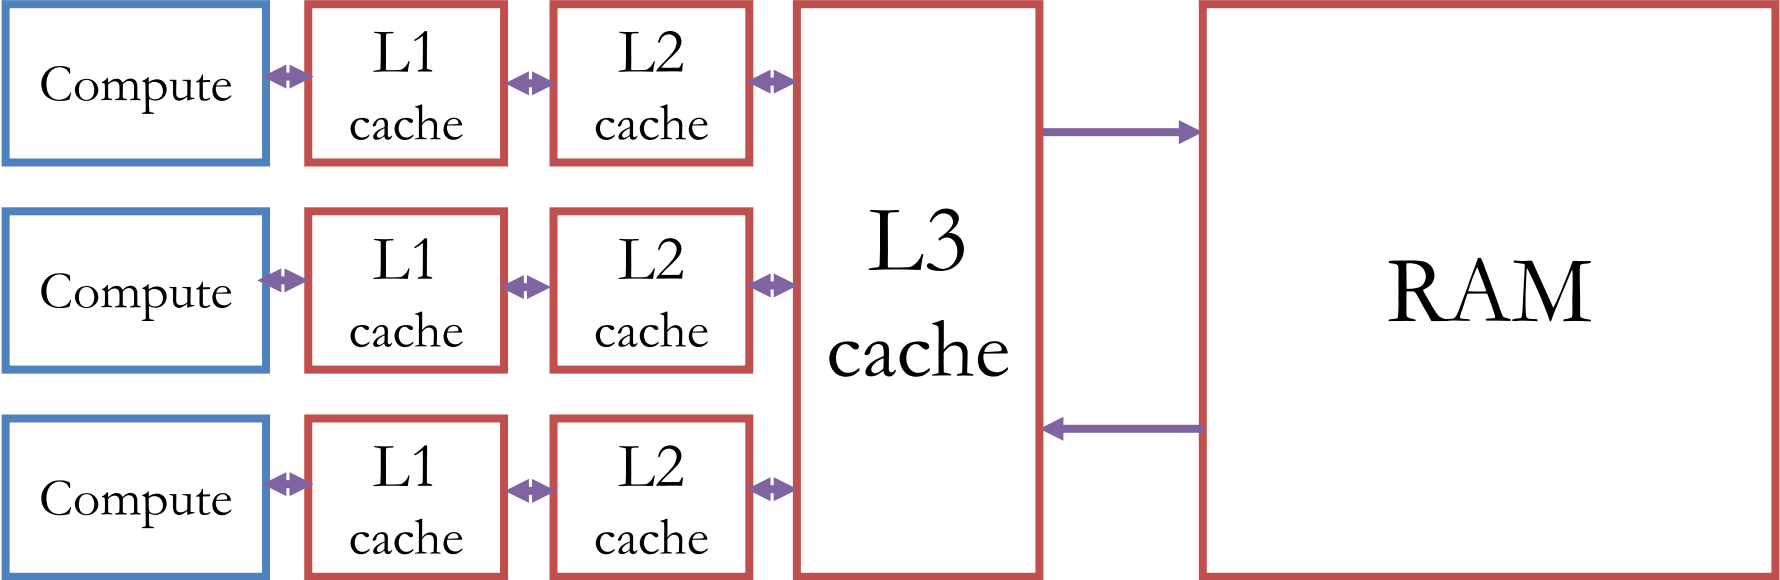 Compute
L1
cache
L2
cache
Compute
L1
cache
L2
cache
Compute
L1
cache
L2
cache
L3
cache
RAM